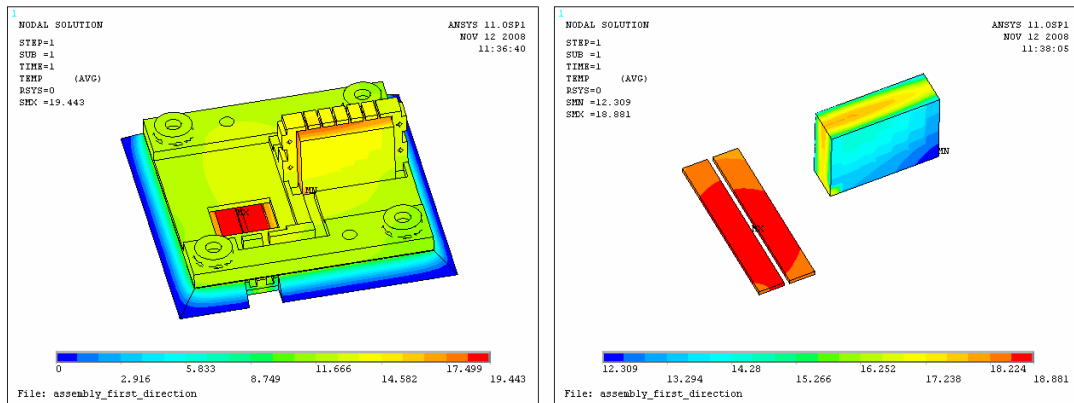 1
NODAL SOLUTION
STEP=1
SUB =1
TIME=1
TEMP (AVG)
RSYS=0
SMX =19.443
ANSYS 11.0SP1
NOV 12 2008
11:36:40
MN
MX
0
2.916
5.833
8.749
11.666
14.582
17.499
19.443
File: assembly_first_direction
1
NODAL SOLUTION
STEP=1
SUB =1
TIME=1
TEMP (AVG)
RSYS=0
SMN =12.309
SMX =18.881
ANSYS 11.0SP1
NOV 12 2008
11:38:05
MN
MX
12.309
13.294
14.28
15.266
16.252
17.238
18.224
18.881
File: assembly_first_direction